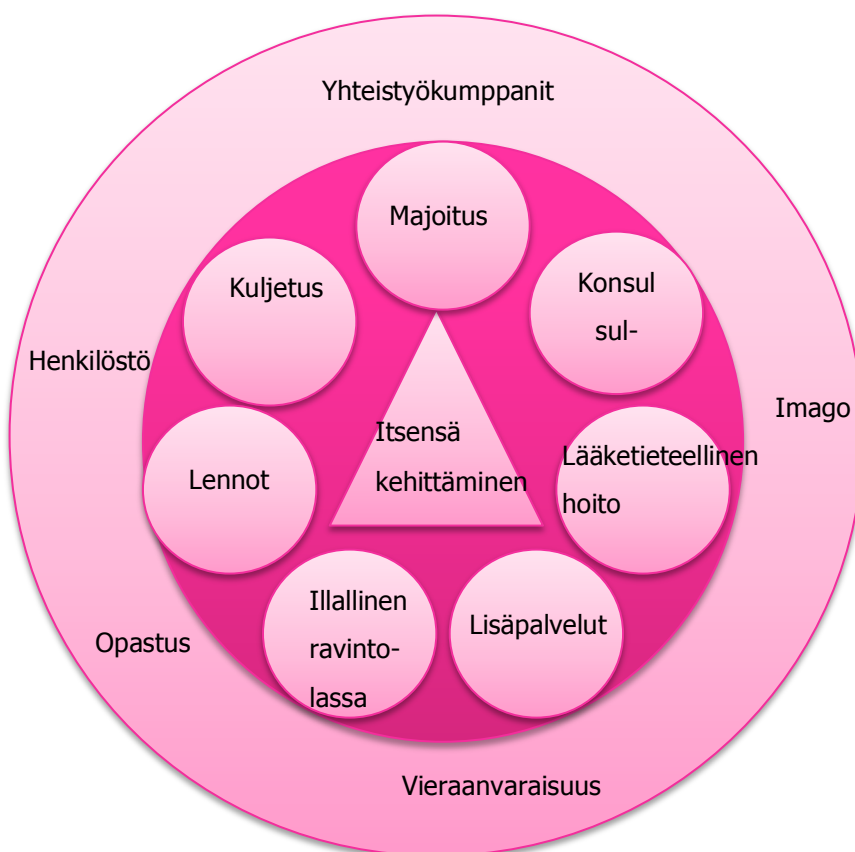 Yhteistyökumppanit
Majoitus
Kuljetus
Konsul
sul-
Henkilöstö
Imago
Itsensä
kehittäminen
Lennot
Lääketieteellinen
hoito
Illallinen
ravinto-
lassa
Lisäpalvelut
Opastus
Vieraanvaraisuus